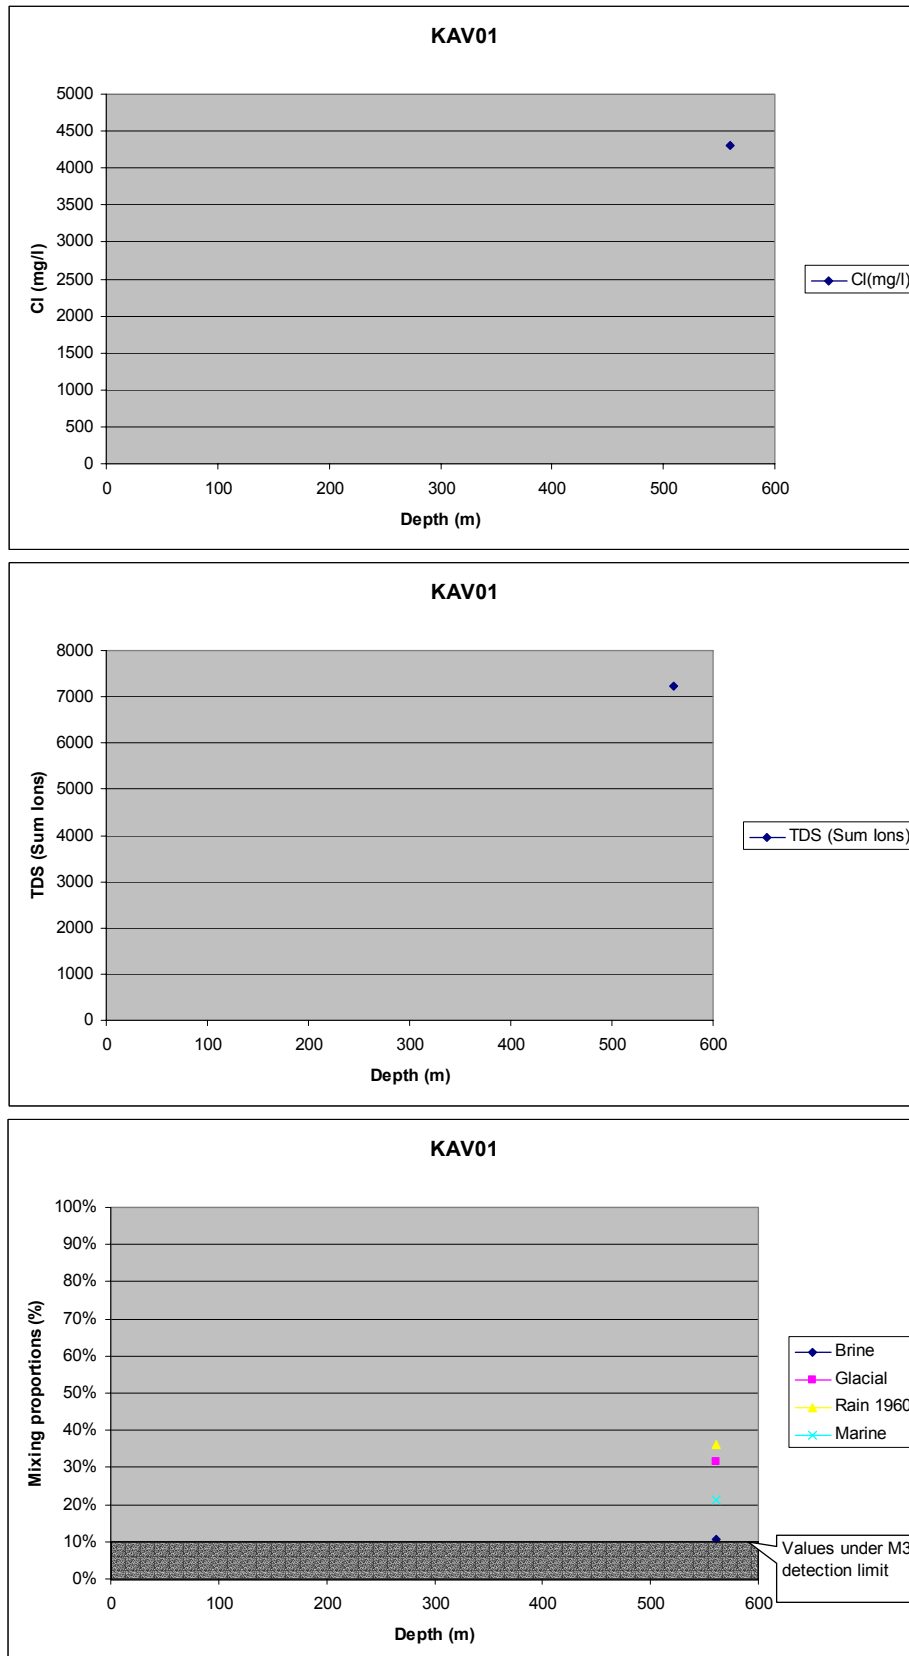 KAV01
5000
4500
4000
3500
3000
2500
2000
1500
1000
500
0
Cl (mg/l)
0 100 200 300 400 500 600
Depth (m)
Cl(mg/l)
KAV01
8000
7000
6000
5000
4000
3000
2000
1000
0
TDS (Sum Ions)
0 100 200 300 400 500 600
Depth (m)
TDS (Sum Ions)
KAV01
100%
90%
80%
70%
60%
50%
40%
30%
20%
10%
0%
Mixing proportions (%)
0 100 200 300 400 500 600
Depth (m)
Brine
Glacial
Rain 1960
Marine
Values under M3
detection limit